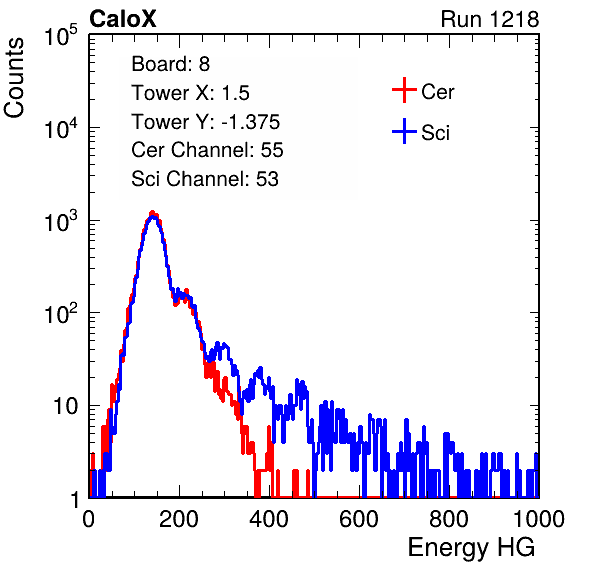 CaloX Run 1218
Counts
10^5
10^4
10^3
10^2
10
1
Board: 8
Tower X: 1.5
Tower Y: -1.375
Cer Channel: 55
Sci Channel: 53
Cer
Sci
0 200 400 600 800 1000
Energy HG